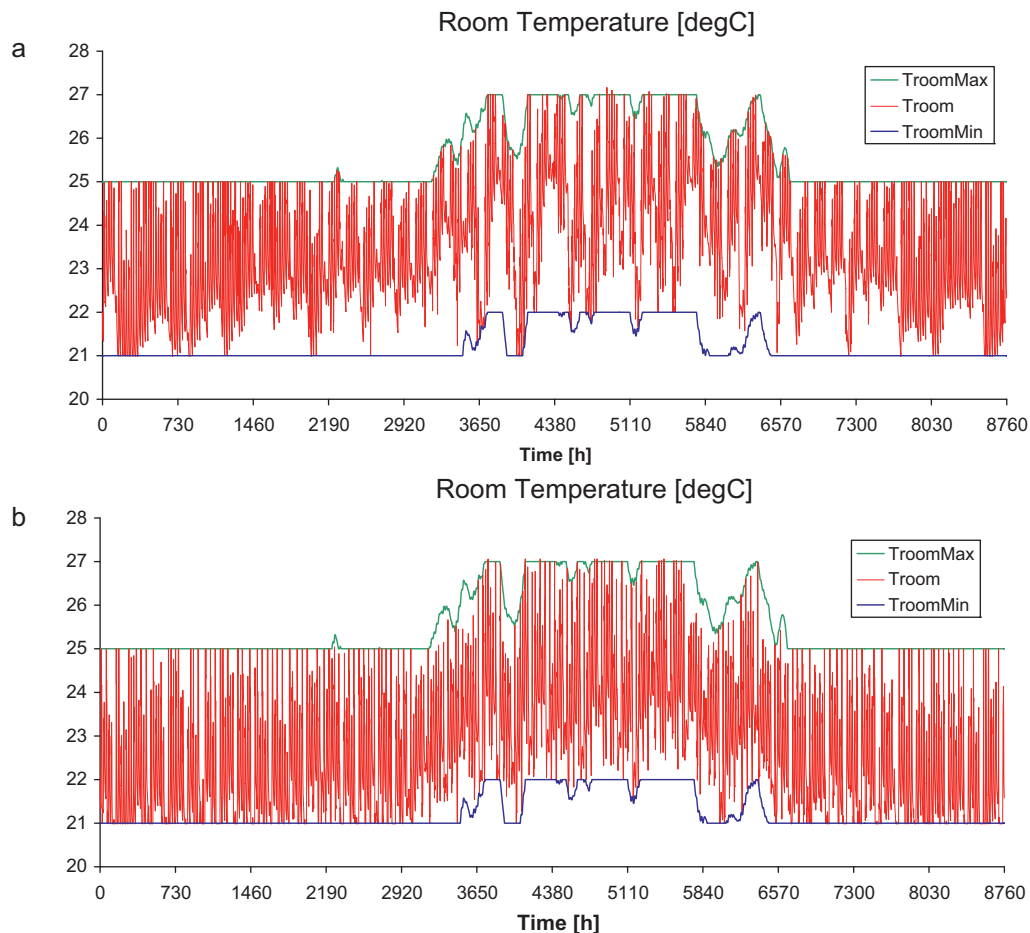 a
Room Temperature [degC]
28
27
26
25
24
23
22
21
20
TroomMax
Troom
TroomMin
0 730 1460 2190 2920 3650 4380 5110 5840 6570 7300 8030 8760
Time [h]
b
Room Temperature [degC]
28
27
26
25
24
23
22
21
20
TroomMax
Troom
TroomMin
0 730 1460 2190 2920 3650 4380 5110 5840 6570 7300 8030 8760
Time [h]